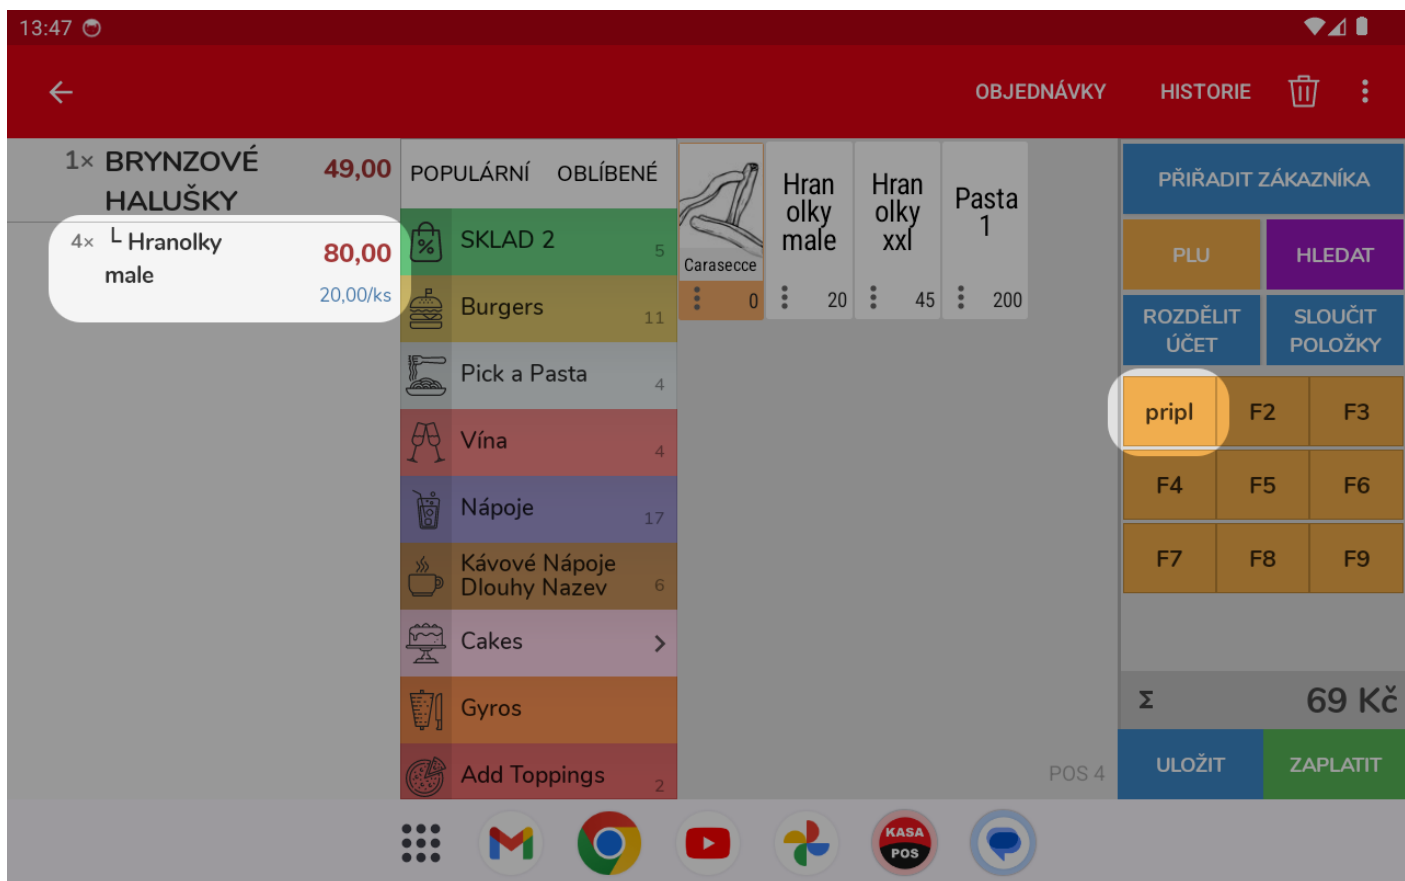 13:47
OBJEDNÁVKY HISTORIE
1× BRYNZOVÉ HALUŠKY 49,00
4× └ Hranolky male 80,00
20,00/ks
POPULÁRNÍ OBLÍBENÉ
SKLAD 2 5
Burgers 11
Pick a Pasta 4
Vína 4
Nápoje 17
Kávové Nápoje
Dlouhy Nazev 6
Cakes
Gyros
Add Toppings 2
Carasecce
0
Hran
olky
male
20
Hran
olky
xxl
45
Pasta
1
200
POS 4
PŘIŘADIT ZÁKAZNÍKA
PLU HLEDAT
ROZDĚLIT
ÚČET
SLOUČIT
POLOŽKY
pripl F2 F3
F4 F5 F6
F7 F8 F9
Σ 69 Kč
ULOŽIT ZAPLATIT
KASA
POS